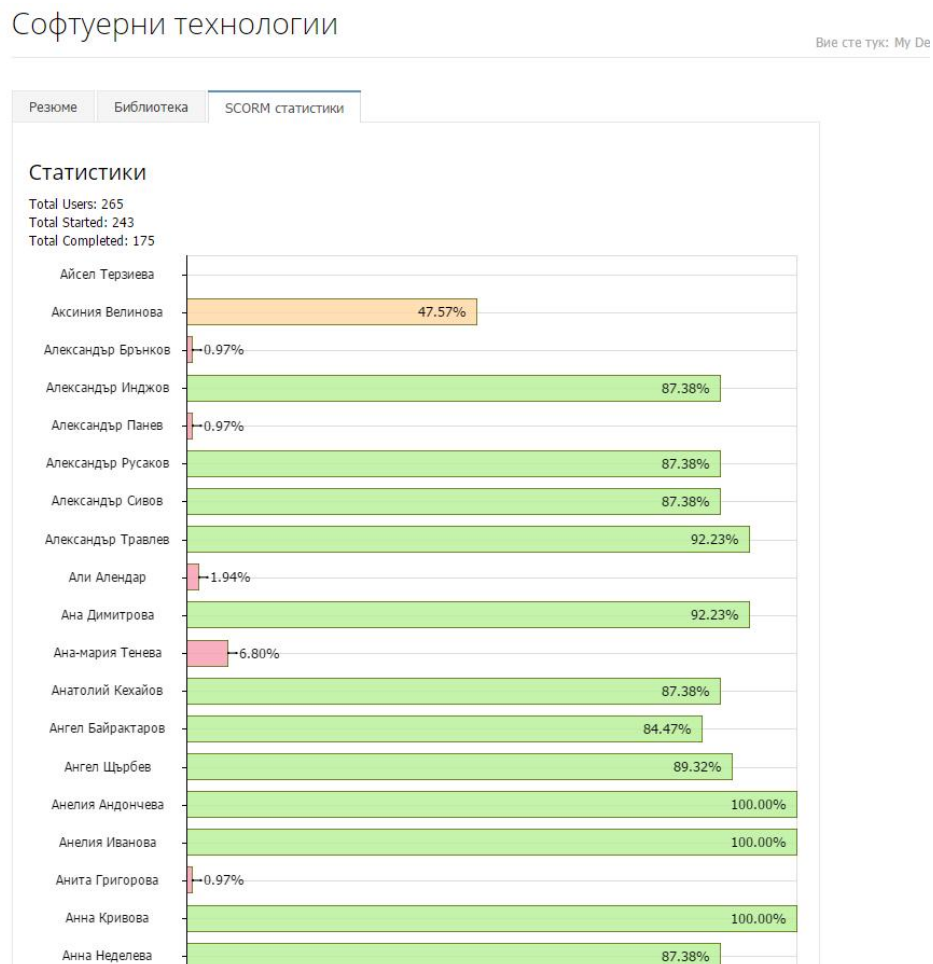 Софтуерни технологии
Вие сте тук: My De
Резюме Библиотека SCORM статистики
Статистики
Total Users: 265
Total Started: 243
Total Completed: 175
Айсел Терзиева
Аксиния Велинова 47.57%
Александър Брънков 0.97%
Александър Инджов 87.38%
Александър Панев 0.97%
Александър Русаков 87.38%
Александър Сивов 87.38%
Александър Травлев 92.23%
Али Алендар 1.94%
Ана Димитрова 92.23%
Ана-мария Тенева 6.80%
Анатолий Кехайов 87.38%
Ангел Байрактаров 84.47%
Ангел Щърбев 89.32%
Анелия Андончева 100.00%
Анелия Иванова 100.00%
Анита Григорова 0.97%
Анна Кривова 100.00%
Анна Неделева 87.38%